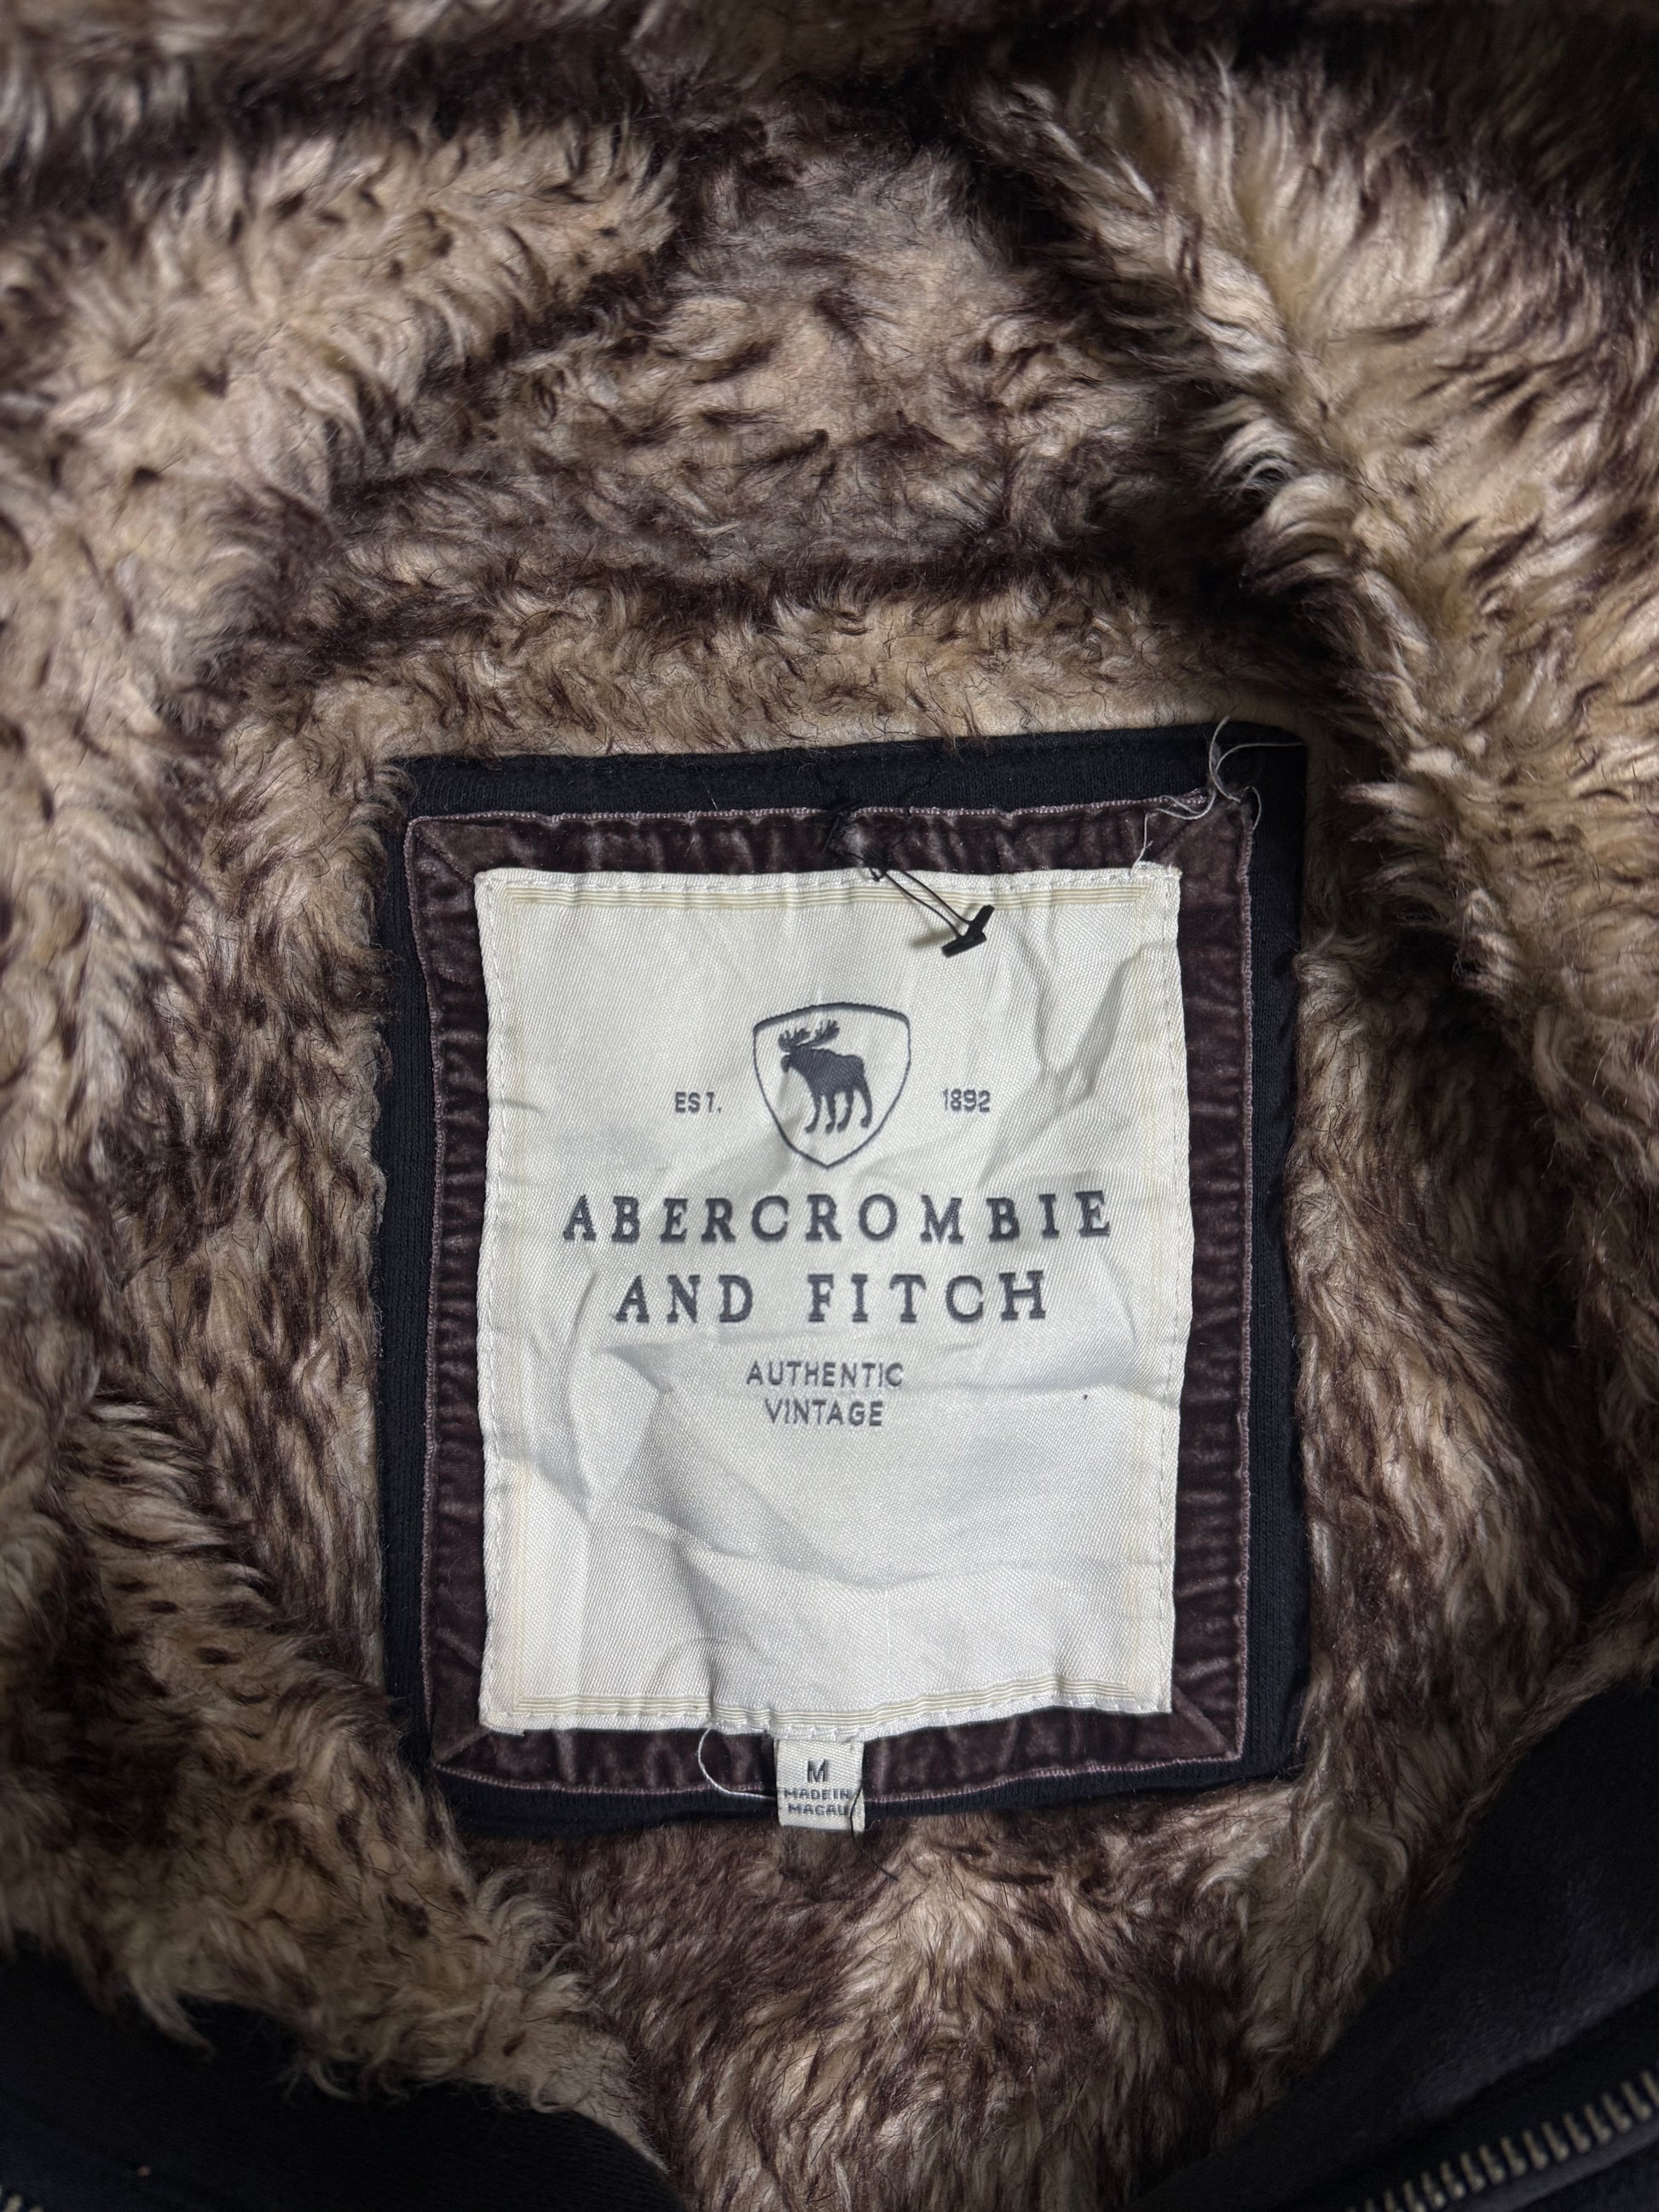 EST. 1892
ABERCROMBIE
AND FITCH
AUTHENTIC
VINTAGE
M
MADE IN
MACAU